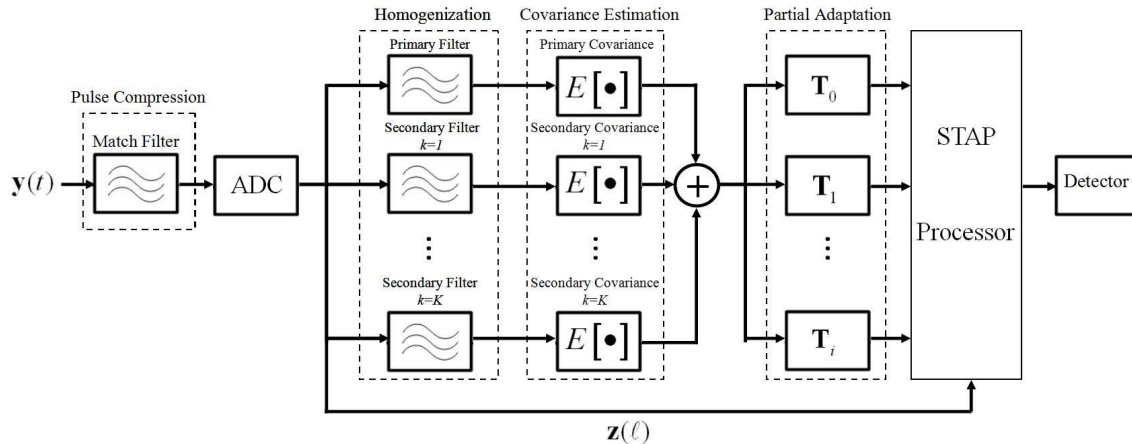 Homogenization
Covariance Estimation
Partial Adaptation
Primary Filter
Primary Covariance
E [•]
T₀
Pulse Compression
Match Filter
y(t)
ADC
Secondary Filter
k=1
Secondary Covariance
k=1
E [•]
+
T₁
STAP
Processor
Detector
⋮
⋮
⋮
Secondary Filter
k=K
Secondary Covariance
k=K
E [•]
Tᵢ
z(ℓ)